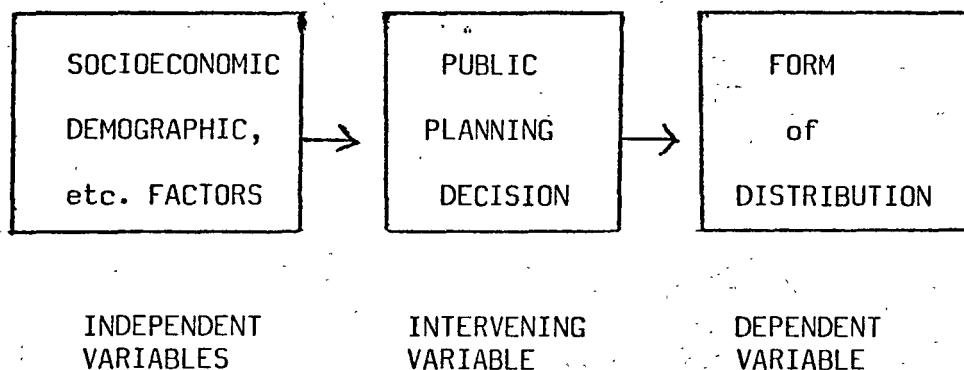 SOCIOECONOMIC
DEMOGRAPHIC,
etc. FACTORS
PUBLIC
PLANNING
DECISION
FORM
of
DISTRIBUTION
INDEPENDENT
VARIABLES
INTERVENING
VARIABLE
DEPENDENT
VARIABLE